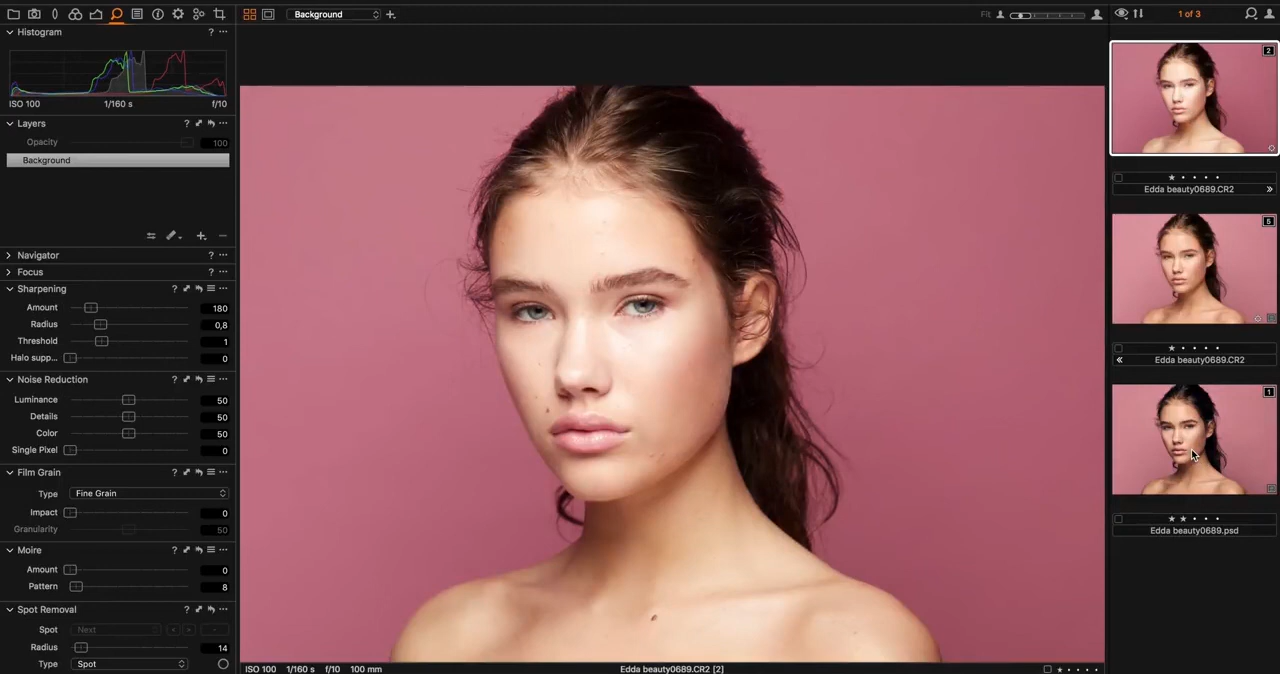 Background
Fit
1 of 3
Histogram
ISO 100 1/160 s f/10
Layers
Opacity 100
Background
Navigator
Focus
Sharpening
Amount 180
Radius 0,8
Threshold 1
Halo supp... 0
Noise Reduction
Luminance 50
Details 50
Color 50
Single Pixel 0
Film Grain
Type Fine Grain
Impact 0
Granularity 50
Moire
Amount 0
Pattern 8
Spot Removal
Spot Next
Radius 14
Type Spot
ISO 100 1/160 s f/10 100 mm
Edda beauty0689.CR2 [2]
2
Edda beauty0689.CR2
5
Edda beauty0689.CR2
1
Edda beauty0689.psd